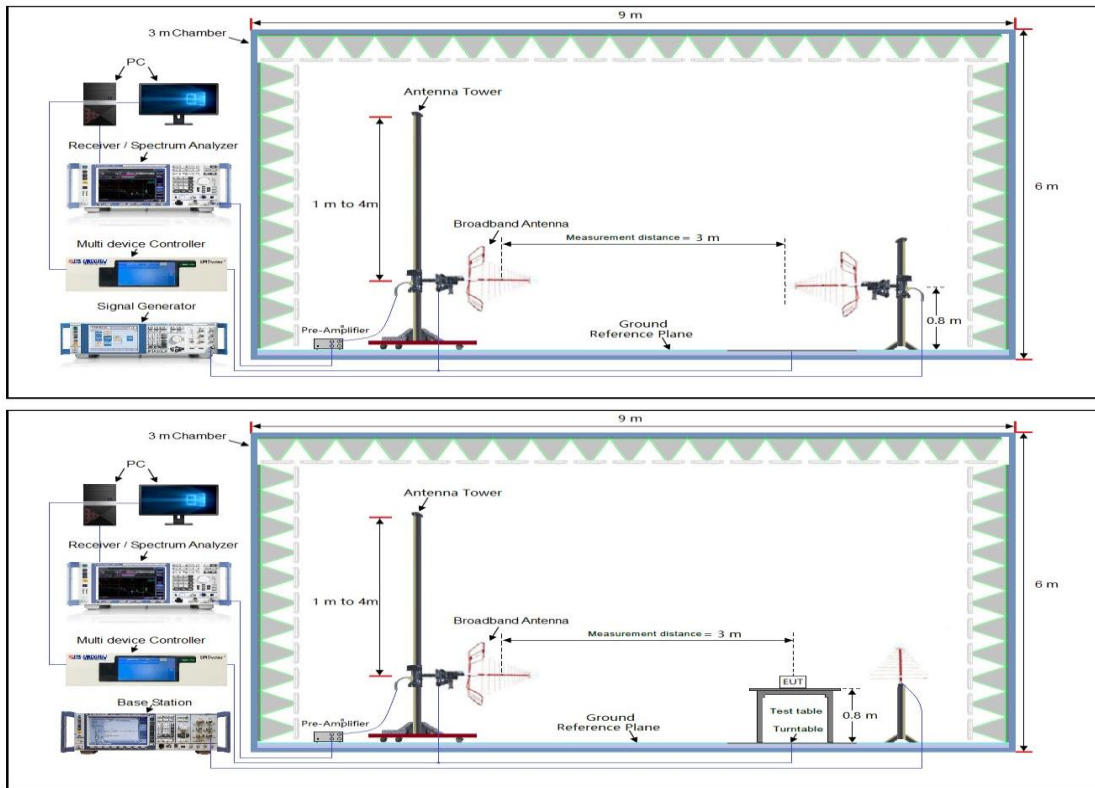 9 m
3 m Chamber
PC
Antenna Tower
Receiver / Spectrum Analyzer
1 m to 4m
6 m
Broadband Antenna
Measurement distance = 3 m
Multi device Controller
Signal Generator
0.8 m
Pre-Amplifier
Ground
Reference Plane
9 m
3 m Chamber
PC
Antenna Tower
Receiver / Spectrum Analyzer
1 m to 4m
6 m
Broadband Antenna
Measurement distance = 3 m
Multi device Controller
EUT
Base Station
Test table
0.8 m
Pre-Amplifier
Ground
Reference Plane
Turntable